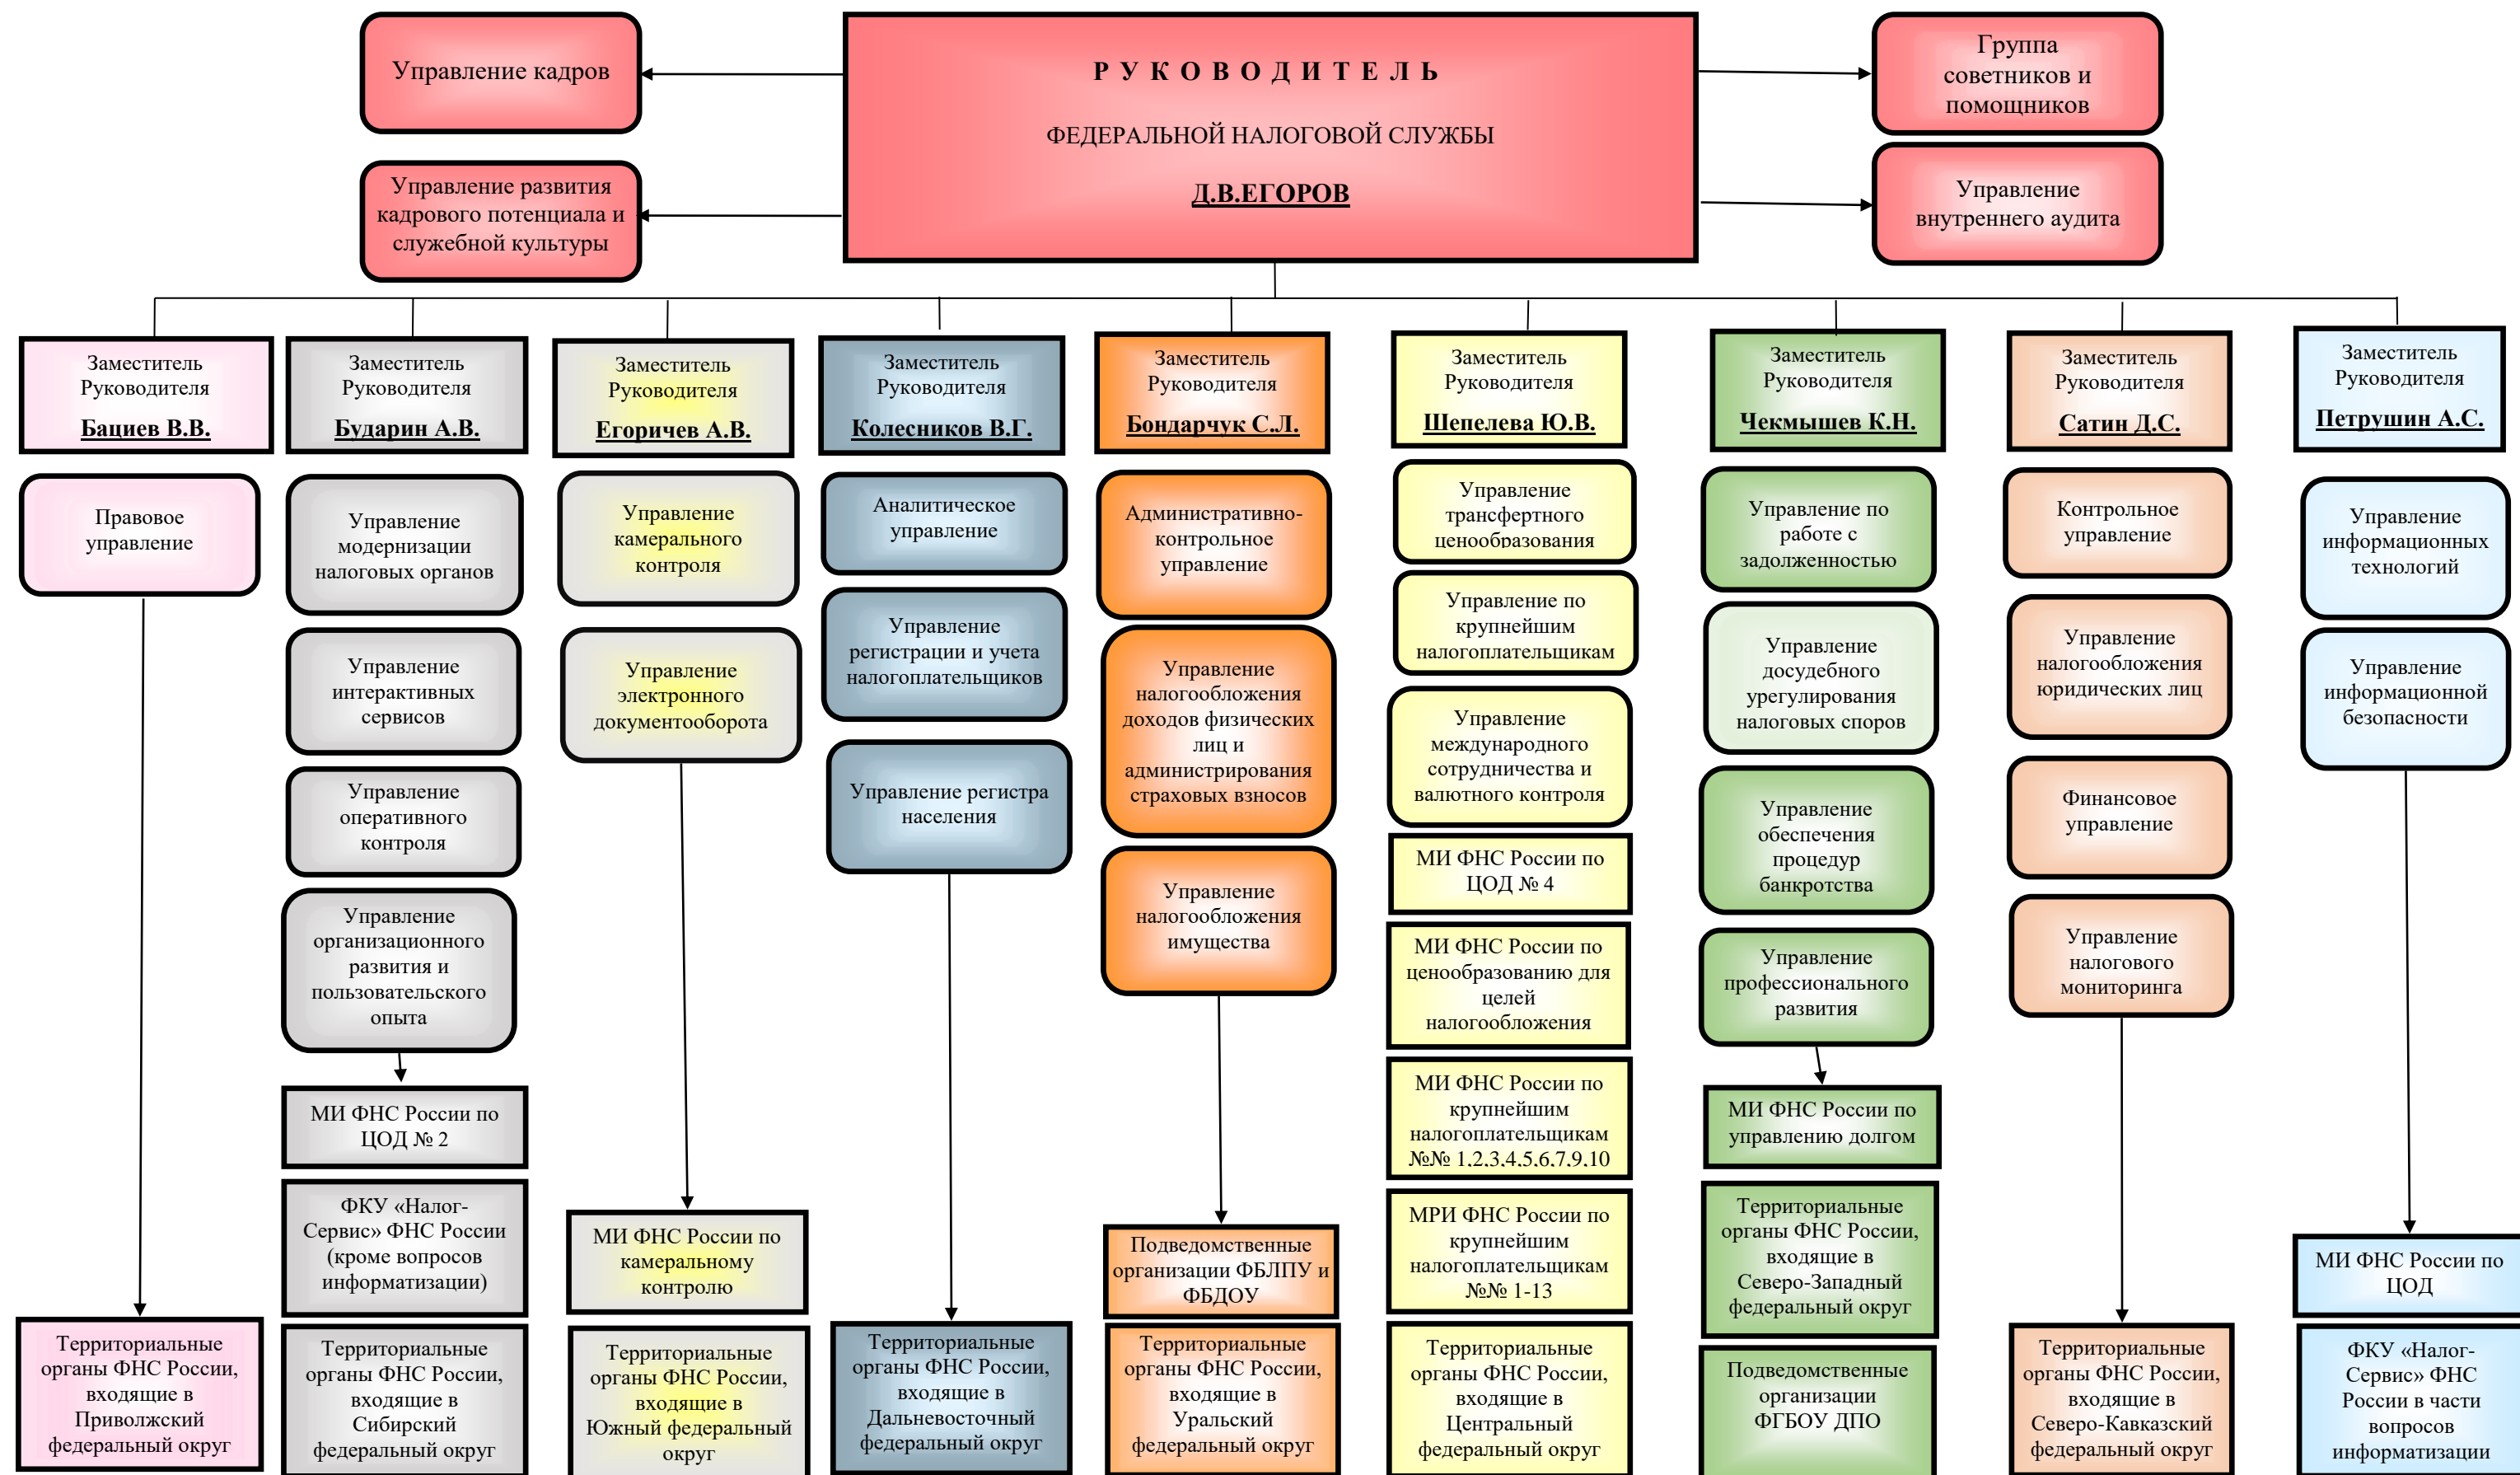 Управление кадров
Управление развития
кадрового потенциала и
служебной культуры
Р У К О В О Д И Т Е Л Ь
ФЕДЕРАЛЬНОЙ НАЛОГОВОЙ СЛУЖБЫ
Д.В.ЕГОРОВ
Группа
советников и
помощников
Управление
внутреннего аудита
Заместитель
Руководителя
Бациев В.В.
Правовое
управление
Территориальные
органы ФНС России,
входящие в
Приволжский
федеральный округ
Заместитель
Руководителя
Бударин А.В.
Управление
модернизации
налоговых органов
Управление
интерактивных
сервисов
Управление
оперативного
контроля
Управление
организационного
развития и
пользовательского
опыта
МИ ФНС России по
ЦОД № 2
ФКУ «Налог-
Сервис» ФНС России
(кроме вопросов
информатизации)
Территориальные
органы ФНС России,
входящие в
Сибирский
федеральный округ
Заместитель
Руководителя
Егоричев А.В.
Управление
камерального
контроля
Управление
электронного
документооборота
МИ ФНС России по
камеральному
контролю
Территориальные
органы ФНС России,
входящие в
Южный федеральный
округ
Заместитель
Руководителя
Колесников В.Г.
Аналитическое
управление
Управление
регистрации и учета
налогоплательщиков
Управление регистра
населения
Территориальные
органы ФНС России,
входящие в
Дальневосточный
федеральный округ
Заместитель
Руководителя
Бондарчук С.Л.
Административно-
контрольное
управление
Управление
налогообложения
доходов физических
лиц и
администрирования
страховых взносов
Управление
налогообложения
имущества
Подведомственные
организации ФБЛПУ и
ФБДОУ
Территориальные
органы ФНС России,
входящие в
Уральский
федеральный округ
Заместитель
Руководителя
Шепелева Ю.В.
Управление
трансфертного
ценообразования
Управление по
крупнейшим
налогоплательщикам
Управление
международного
сотрудничества и
валютного контроля
МИ ФНС России по
ЦОД № 4
МИ ФНС России по
ценообразованию для
целей
налогообложения
МИ ФНС России по
крупнейшим
налогоплательщикам
№№ 1,2,3,4,5,6,7,9,10
МРИ ФНС России по
крупнейшим
налогоплательщикам
№№ 1-13
Территориальные
органы ФНС России,
входящие в
Центральный
федеральный округ
Заместитель
Руководителя
Чекмышев К.Н.
Управление по
работе с
задолженностью
Управление
досудебного
урегулирования
налоговых споров
Управление
обеспечения
процедур
банкротства
Управление
профессионального
развития
МИ ФНС России по
управлению долгом
Территориальные
органы ФНС России,
входящие в
Северо-Западный
федеральный округ
Подведомственные
организации
ФГБОУ ДПО
Заместитель
Руководителя
Сатин Д.С.
Контрольное
управление
Управление
налогообложения
юридических лиц
Финансовое
управление
Управление
налогового
мониторинга
Территориальные
органы ФНС России,
входящие в
Северо-Кавказский
федеральный округ
Заместитель
Руководителя
Петрушин А.С.
Управление
информационных
технологий
Управление
информационной
безопасности
МИ ФНС России по
ЦОД
ФКУ «Налог-
Сервис» ФНС
России в части
вопросов
информатизации